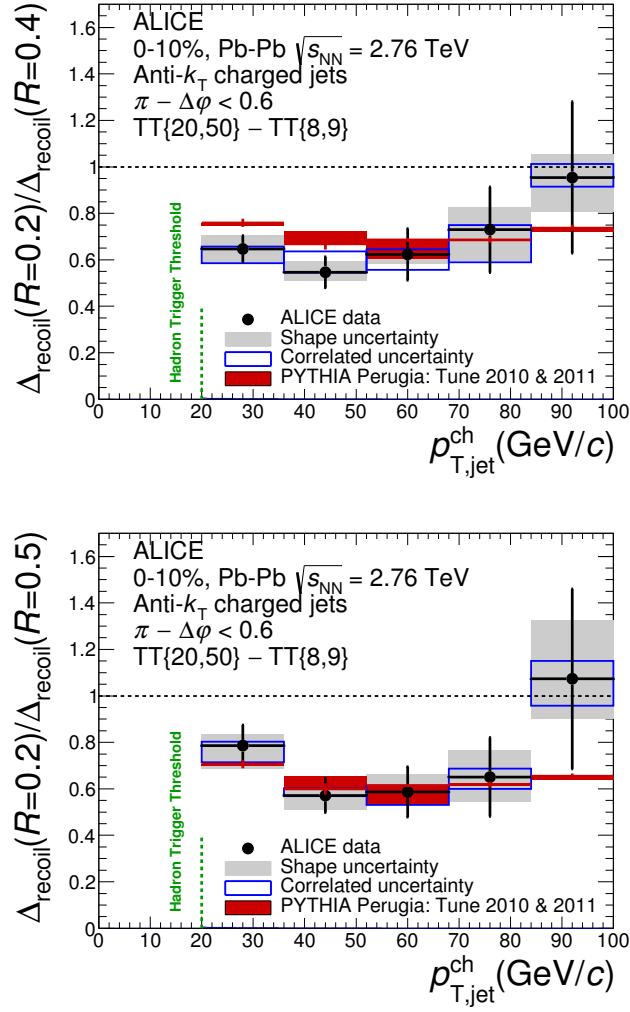 Δrecoil(R=0.2)/Δrecoil(R=0.4)
ALICE
0-10%, Pb-Pb √sNN = 2.76 TeV
Anti-kT charged jets
π − Δφ < 0.6
TT{20,50} − TT{8,9}
1.6
1.4
1.2
1
0.8
0.6
0.4
0.2
0
Hadron Trigger Threshold
ALICE data
Shape uncertainty
Correlated uncertainty
PYTHIA Perugia: Tune 2010 & 2011
0 10 20 30 40 50 60 70 80 90 100
p^ch_T,jet (GeV/c)
Δrecoil(R=0.2)/Δrecoil(R=0.5)
ALICE
0-10%, Pb-Pb √sNN = 2.76 TeV
Anti-kT charged jets
π − Δφ < 0.6
TT{20,50} − TT{8,9}
1.6
1.4
1.2
1
0.8
0.6
0.4
0.2
0
Hadron Trigger Threshold
ALICE data
Shape uncertainty
Correlated uncertainty
PYTHIA Perugia: Tune 2010 & 2011
0 10 20 30 40 50 60 70 80 90 100
p^ch_T,jet (GeV/c)